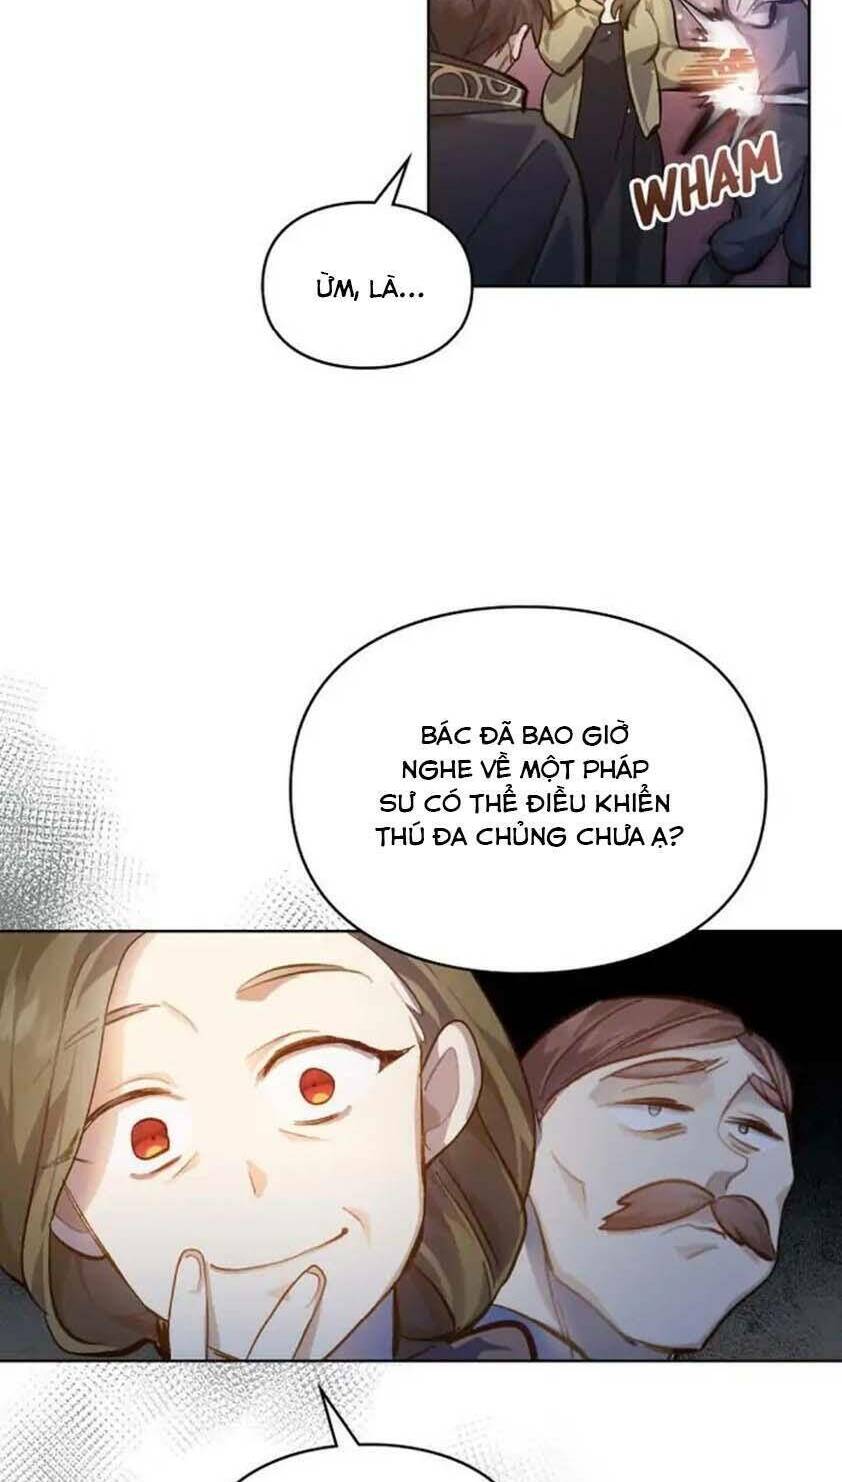 WHAM
ỪM, LÀ...
BÁC ĐÃ BAO GIỜ
NGHE VỀ MỘT PHÁP
SƯ CÓ THỂ ĐIỀU KHIỂN
THÚ ĐA CHỦNG CHƯA Ạ?